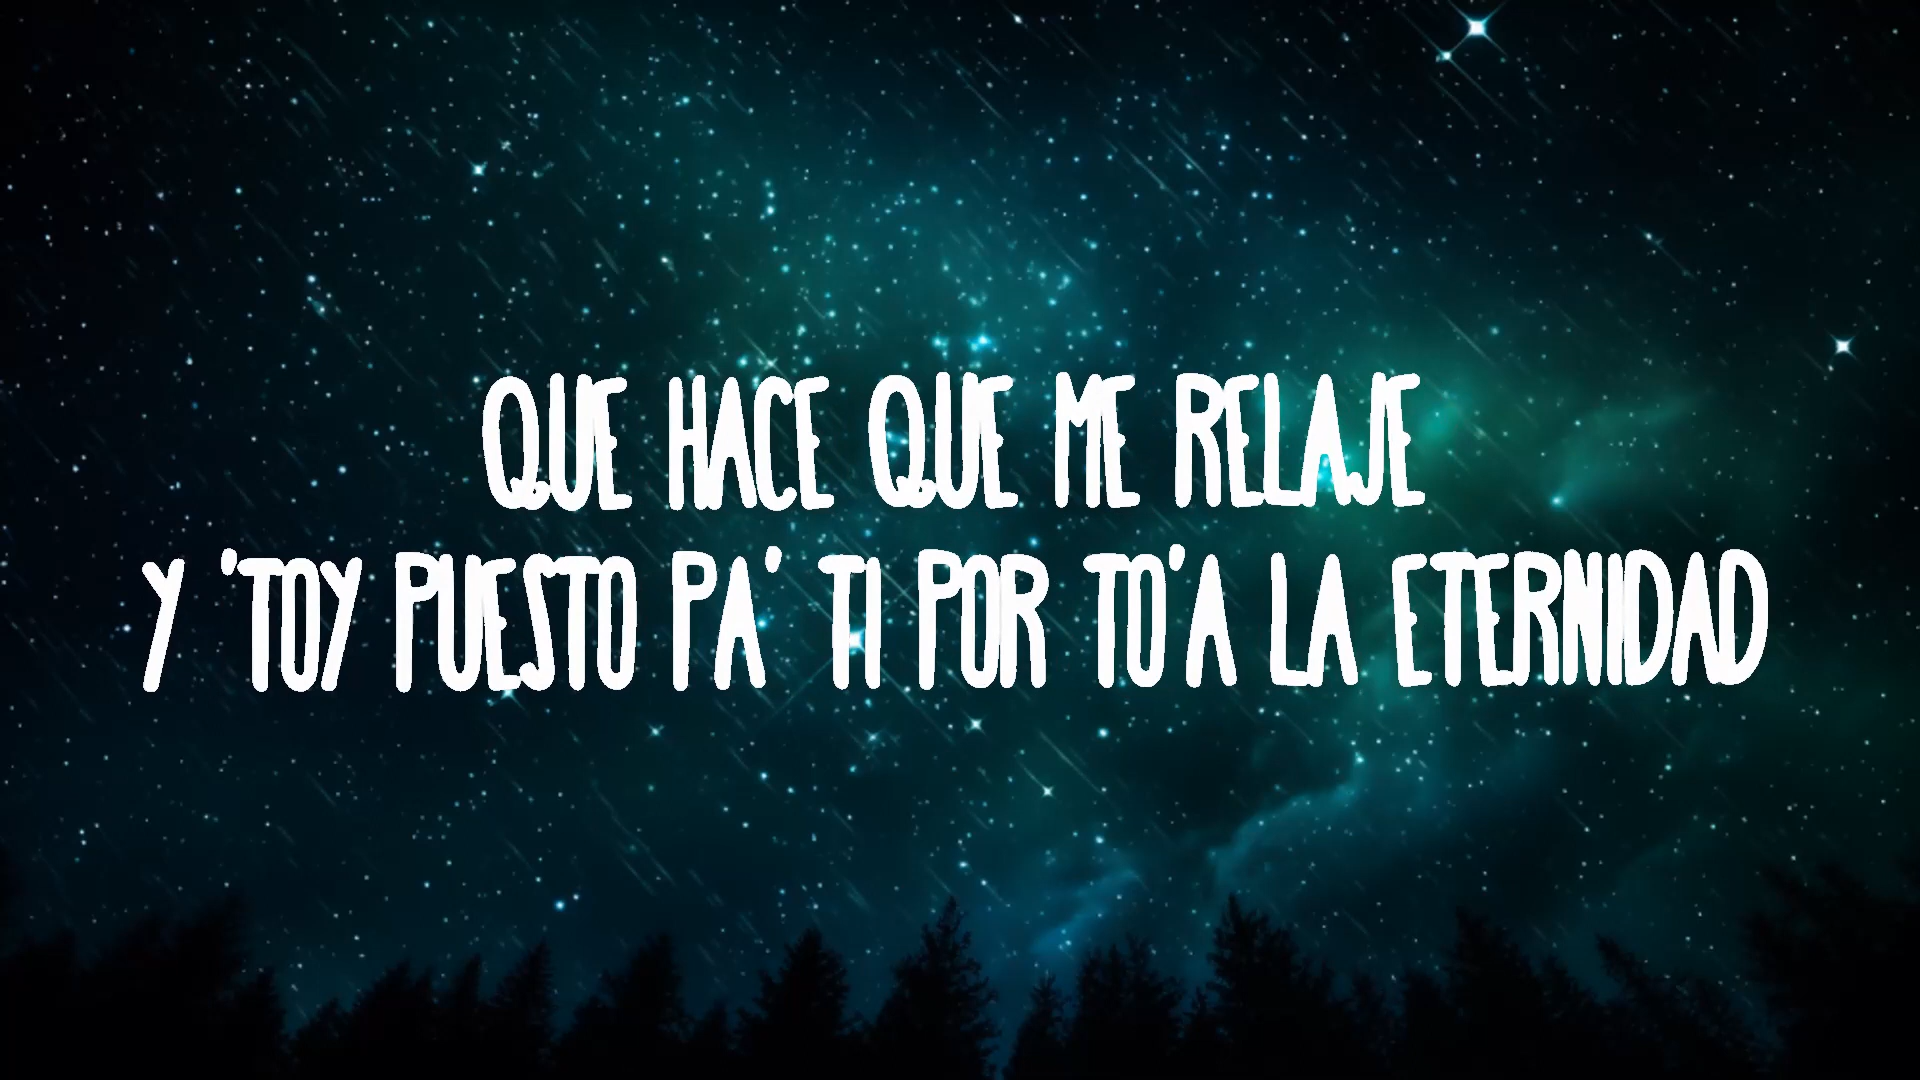 QUE HACE QUE ME RELAJE
Y 'TOY PUESTO PA' TI POR TO'A LA ETERNIDAD